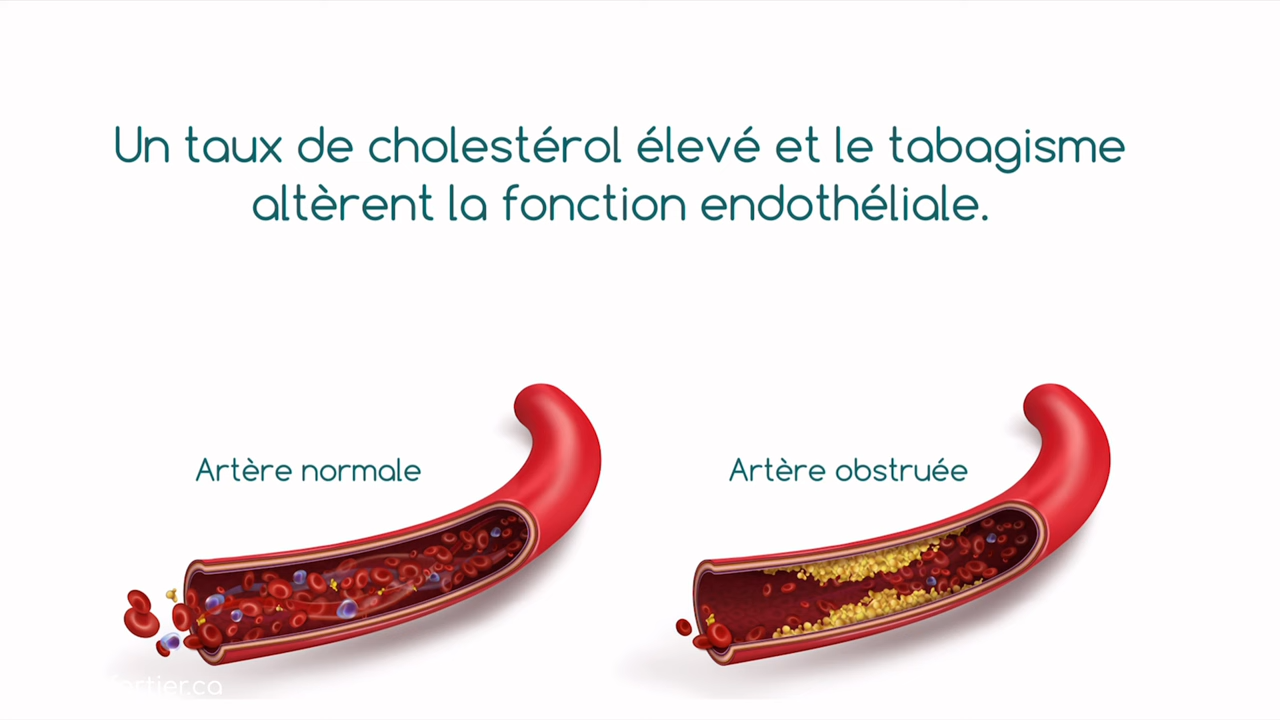 Un taux de cholestérol élevé et le tabagisme
altèrent la fonction endothéliale.
Artère normale
Artère obstruée